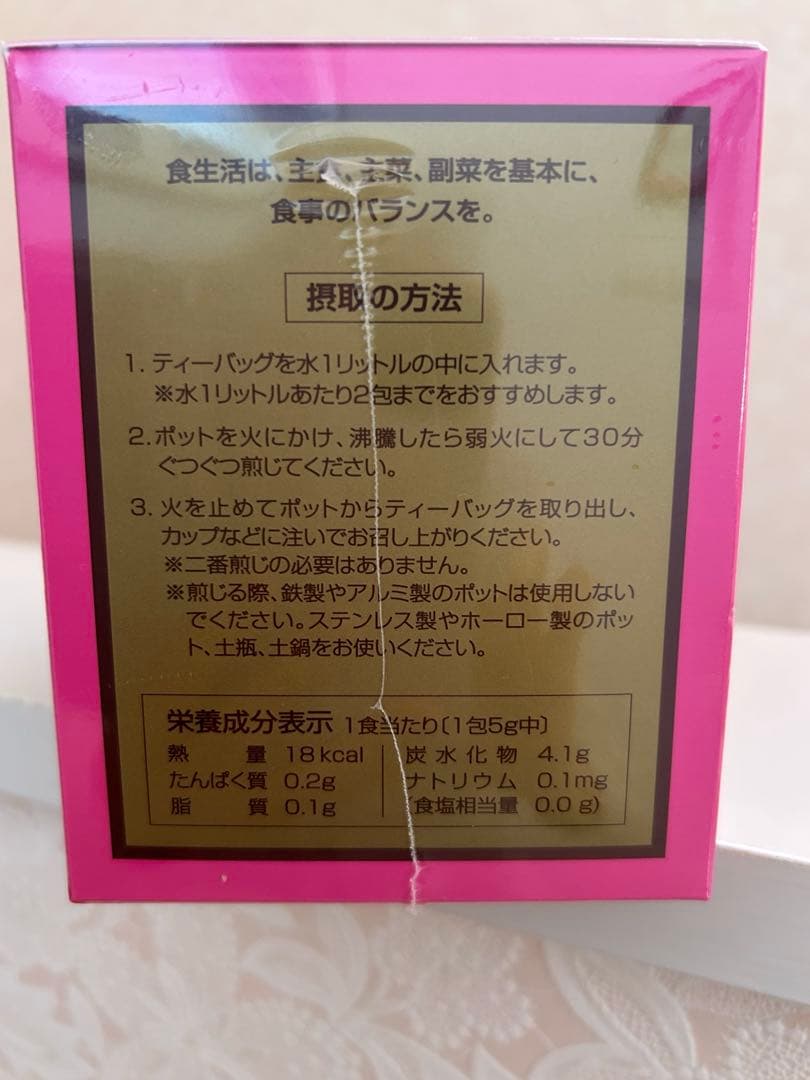 食生活は、主食、主菜、副菜を基本に、
食事のバランスを。
摂取の方法
1. ティーバッグを水1リットルの中に入れます。
※水1リットルあたり2包までをおすすめします。
2. ポットを火にかけ、沸騰したら弱火にして30分
ぐつぐつ煎じてください。
3. 火を止めてポットからティーバッグを取り出し、
カップなどに注いでお召し上がりください。
※二番煎じの必要はありません。
※煎じる際、鉄製やアルミ製のポットは使用しない
でください。ステンレス製やホーロー製のポッ
ト、土瓶、土鍋をお使いください。
栄養成分表示 1食当たり〔1包5g中〕
熱量 18kcal 炭水化物 4.1g
たんぱく質 0.2g ナトリウム 0.1mg
脂質 0.1g (食塩相当量 0.0g)